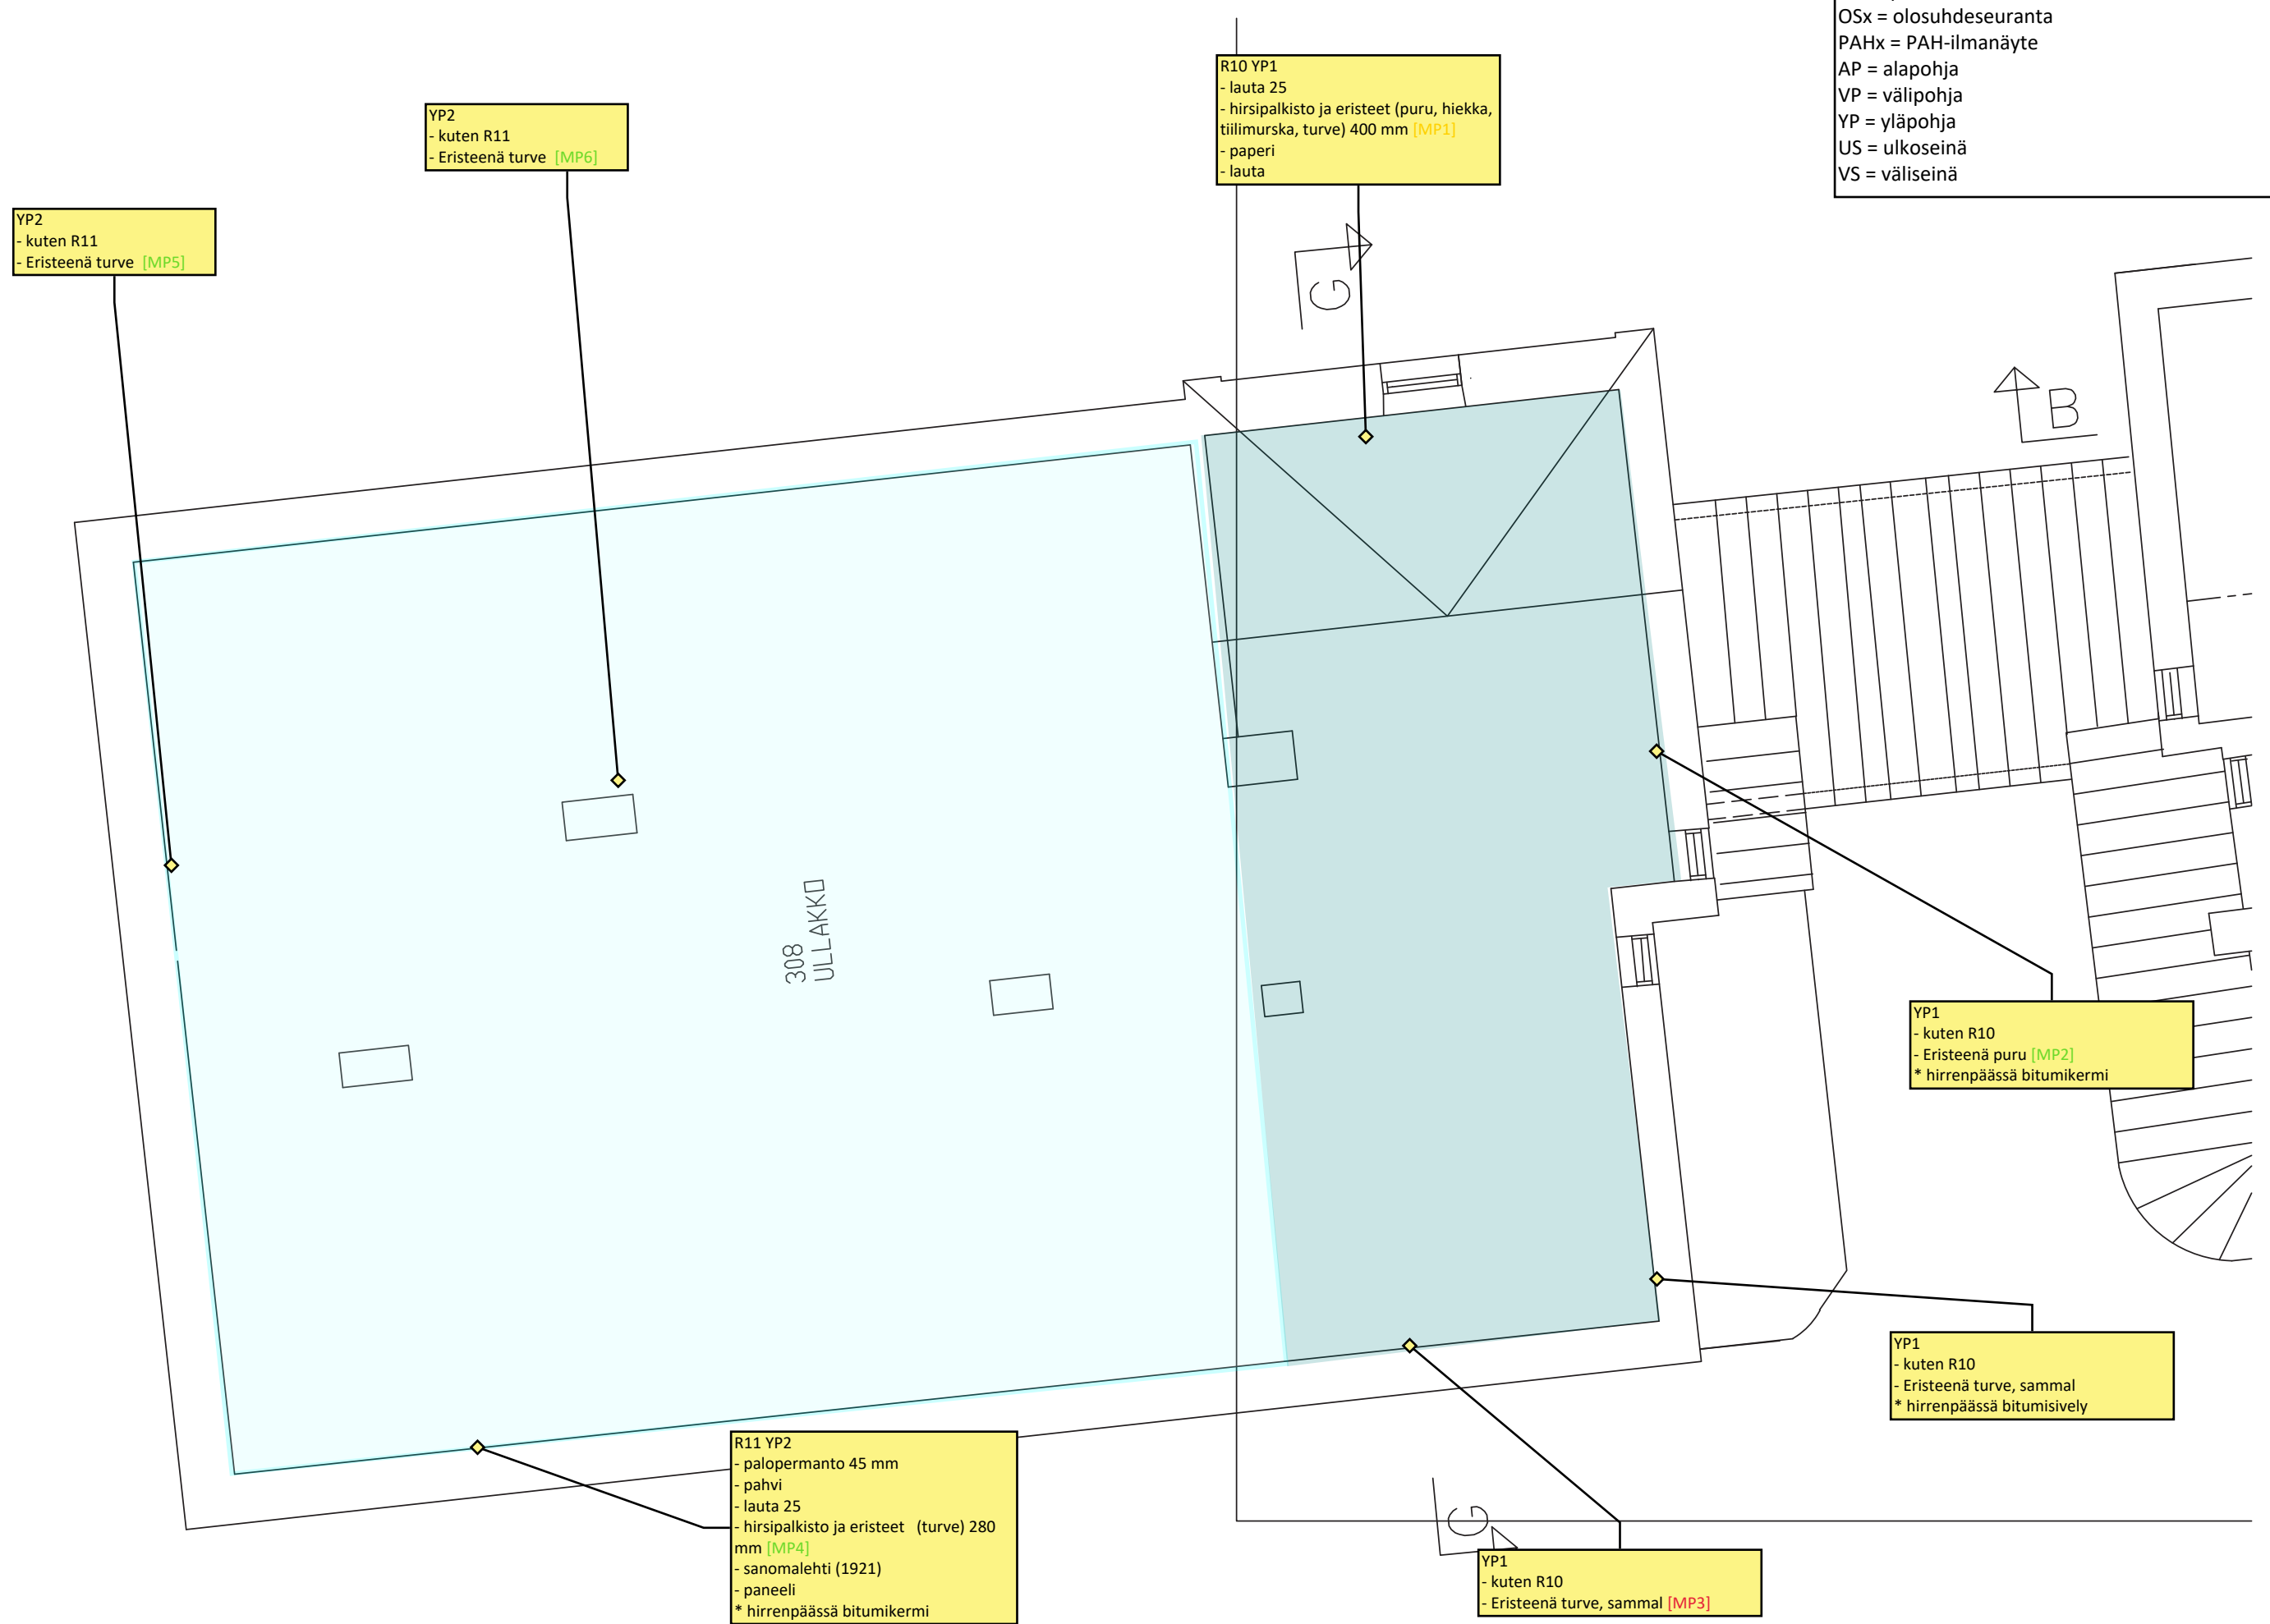 OSx = olosuhdeseuranta
PAHx = PAH-ilmanäyte
AP = alapohja
VP = välipohja
YP = yläpohja
US = ulkoseinä
VS = väliseinä
R10 YP1
- lauta 25
- hirsipalkisto ja eristeet (puru, hiekka,
tiilimurska, turve) 400 mm [MP1]
- paperi
- lauta
YP2
- kuten R11
- Eristeenä turve [MP6]
YP2
- kuten R11
- Eristeenä turve [MP5]
G
B
308
ULLAKKO
YP1
- kuten R10
- Eristeenä puru [MP2]
* hirrenpäässä bitumikermi
YP1
- kuten R10
- Eristeenä turve, sammal
* hirrenpäässä bitumisively
R11 YP2
- palopermanto 45 mm
- pahvi
- lauta 25
- hirsipalkisto ja eristeet (turve) 280
mm [MP4]
- sanomalehti (1921)
- paneeli
* hirrenpäässä bitumikermi
G
YP1
- kuten R10
- Eristeenä turve, sammal [MP3]